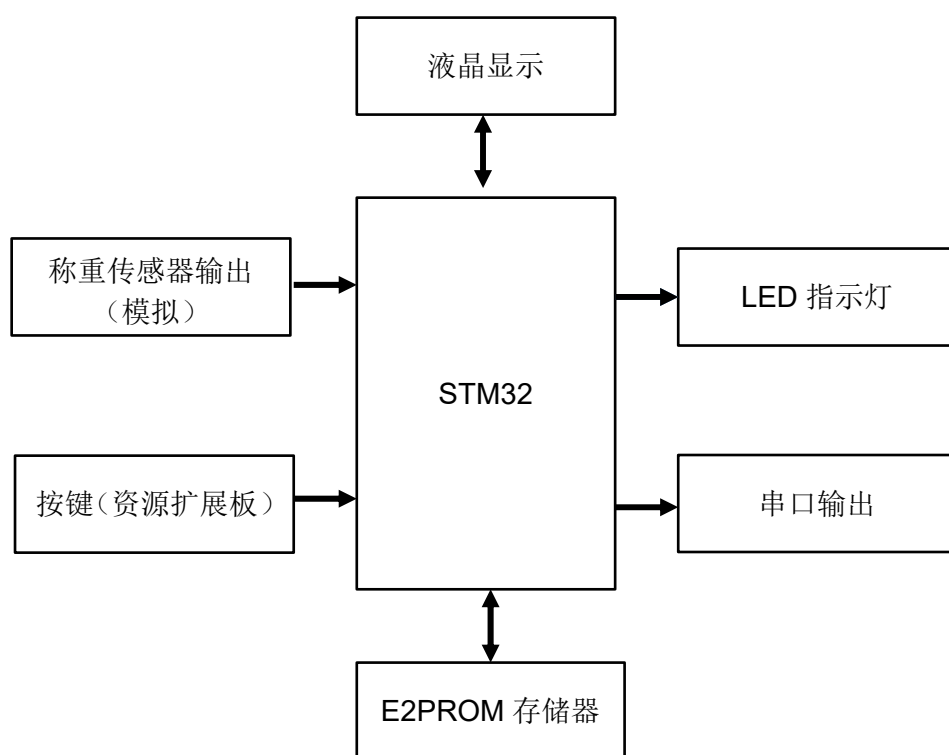 液晶显示
称重传感器输出
（模拟）
LED 指示灯
STM32
按键（资源扩展板）
串口输出
E2PROM 存储器